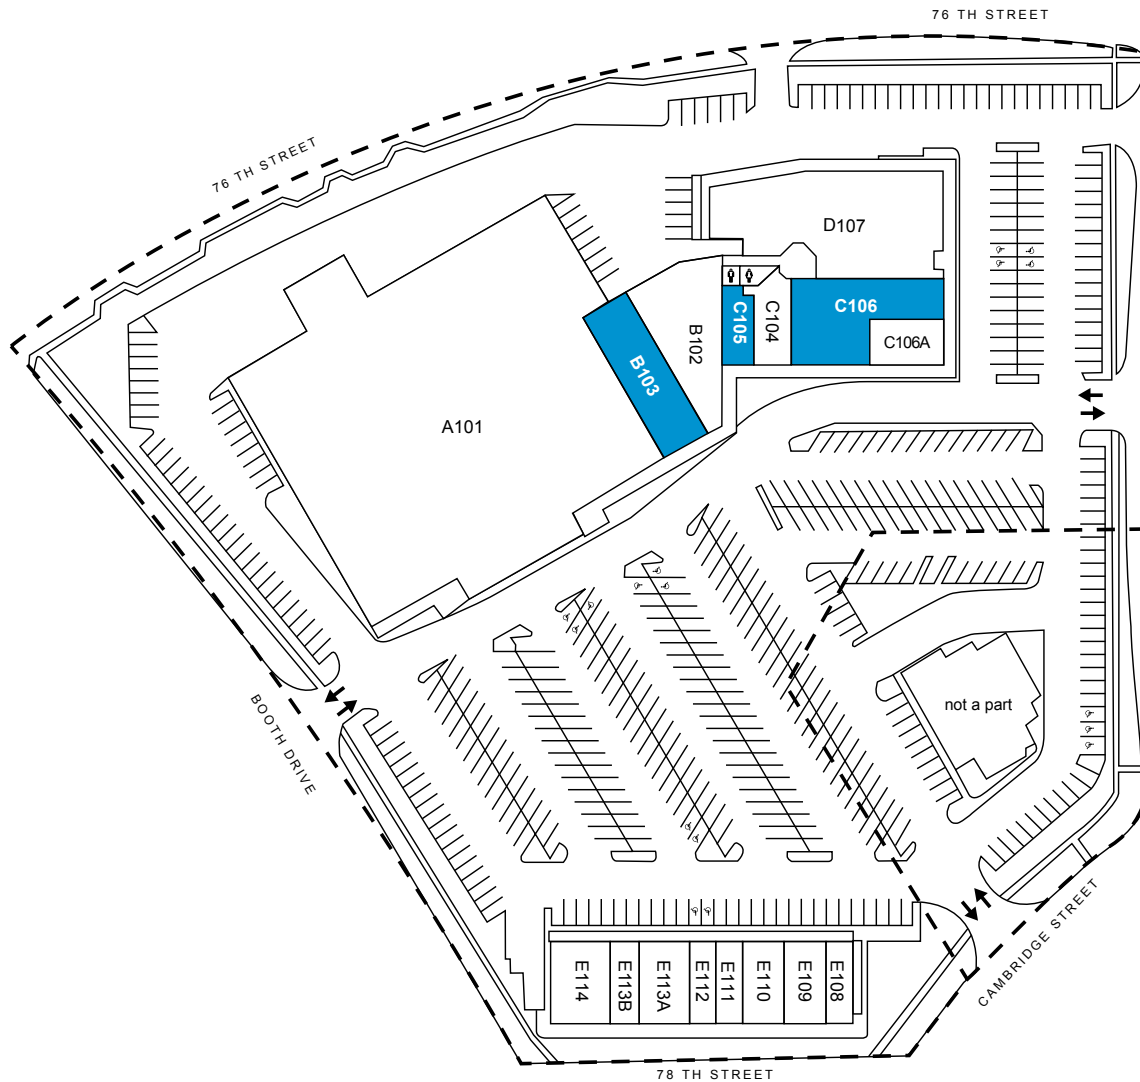 76 TH STREET
76 TH STREET
D107
C106
C105
C104
B102
C106A
B103
A101
not a part
BOOTH DRIVE
CAMBRIDGE STREET
E114
E113B
E113A
E112
E111
E110
E109
E108
78 TH STREET